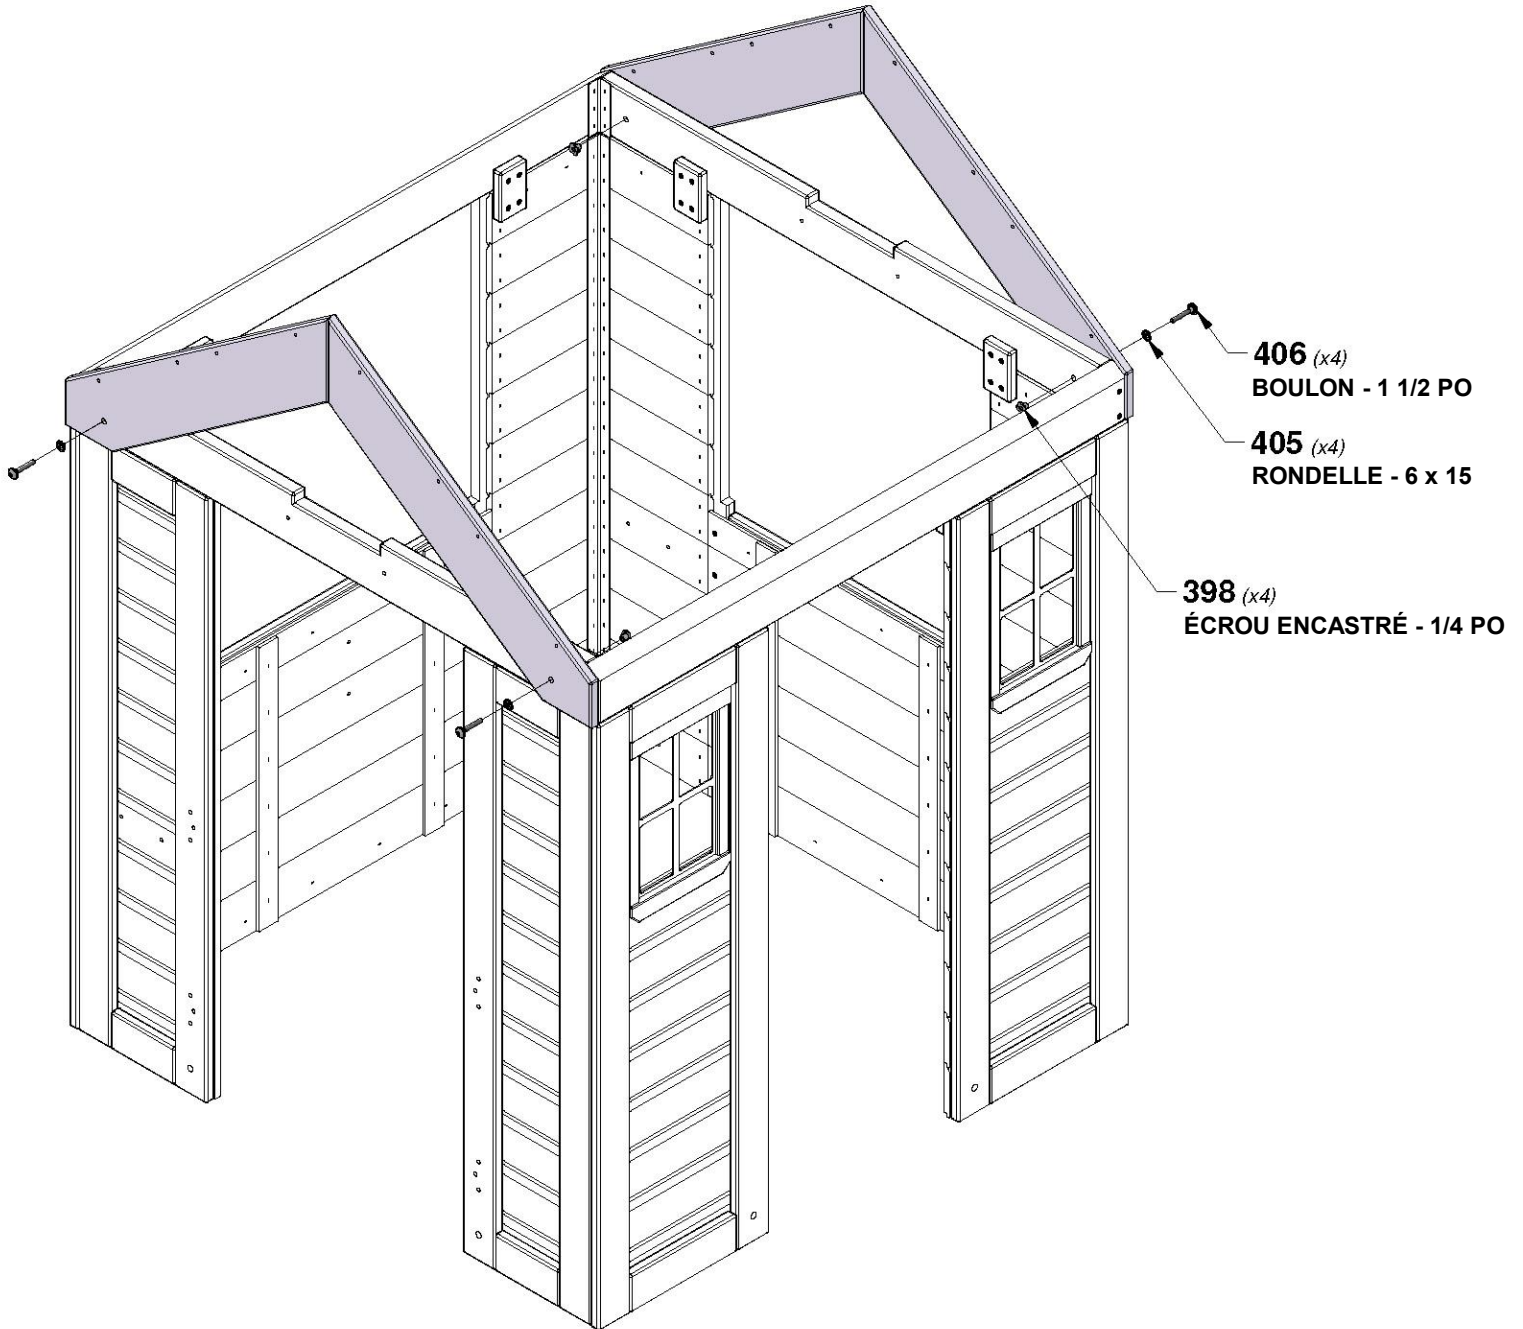 406 (x4)
BOULON - 1 1/2 PO
405 (x4)
RONDELLE - 6 x 15
398 (x4)
ÉCROU ENCASTRÉ - 1/4 PO